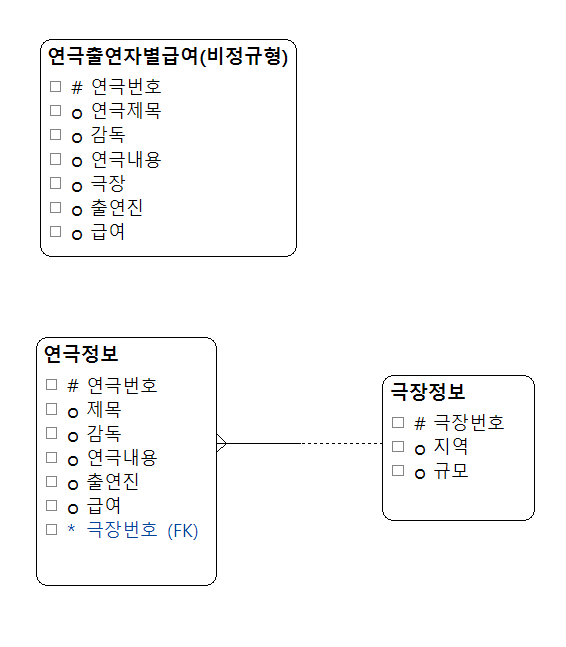 연극출연자별급여(비정규형)
# 연극번호
o 연극제목
o 감독
o 연극내용
o 극장
o 출연진
o 급여
연극정보
# 연극번호
o 제목
o 감독
o 연극내용
o 출연진
o 급여
* 극장번호 (FK)
극장정보
# 극장번호
o 지역
o 규모